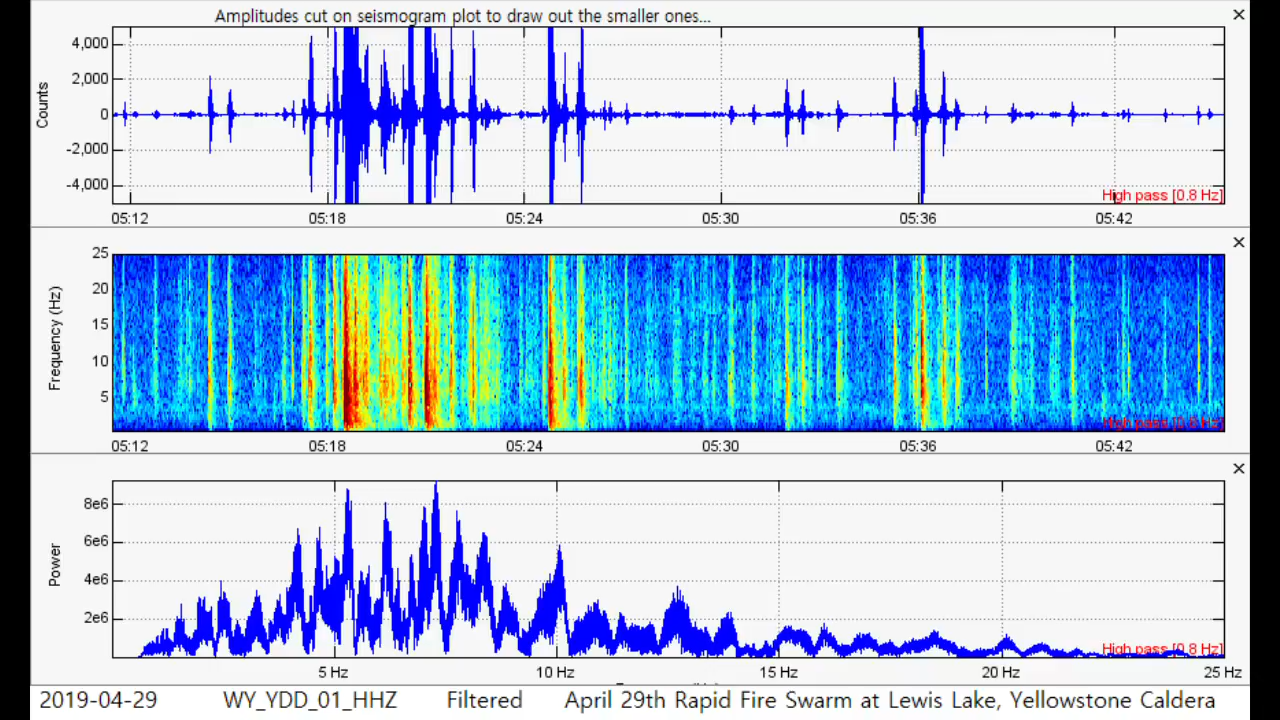 Amplitudes cut on seismogram plot to draw out the smaller ones...
Counts
4,000
2,000
0
-2,000
-4,000
High pass [0.8 Hz]
05:12 05:18 05:24 05:30 05:36 05:42
Frequency (Hz)
25
20
15
10
5
High pass [0.8 Hz]
05:12 05:18 05:24 05:30 05:36 05:42
Power
8e6
6e6
4e6
2e6
High pass [0.8 Hz]
5 Hz 10 Hz 15 Hz 20 Hz 25 Hz
2019-04-29 WY_YDD_01_HHZ Filtered April 29th Rapid Fire Swarm at Lewis Lake, Yellowstone Caldera